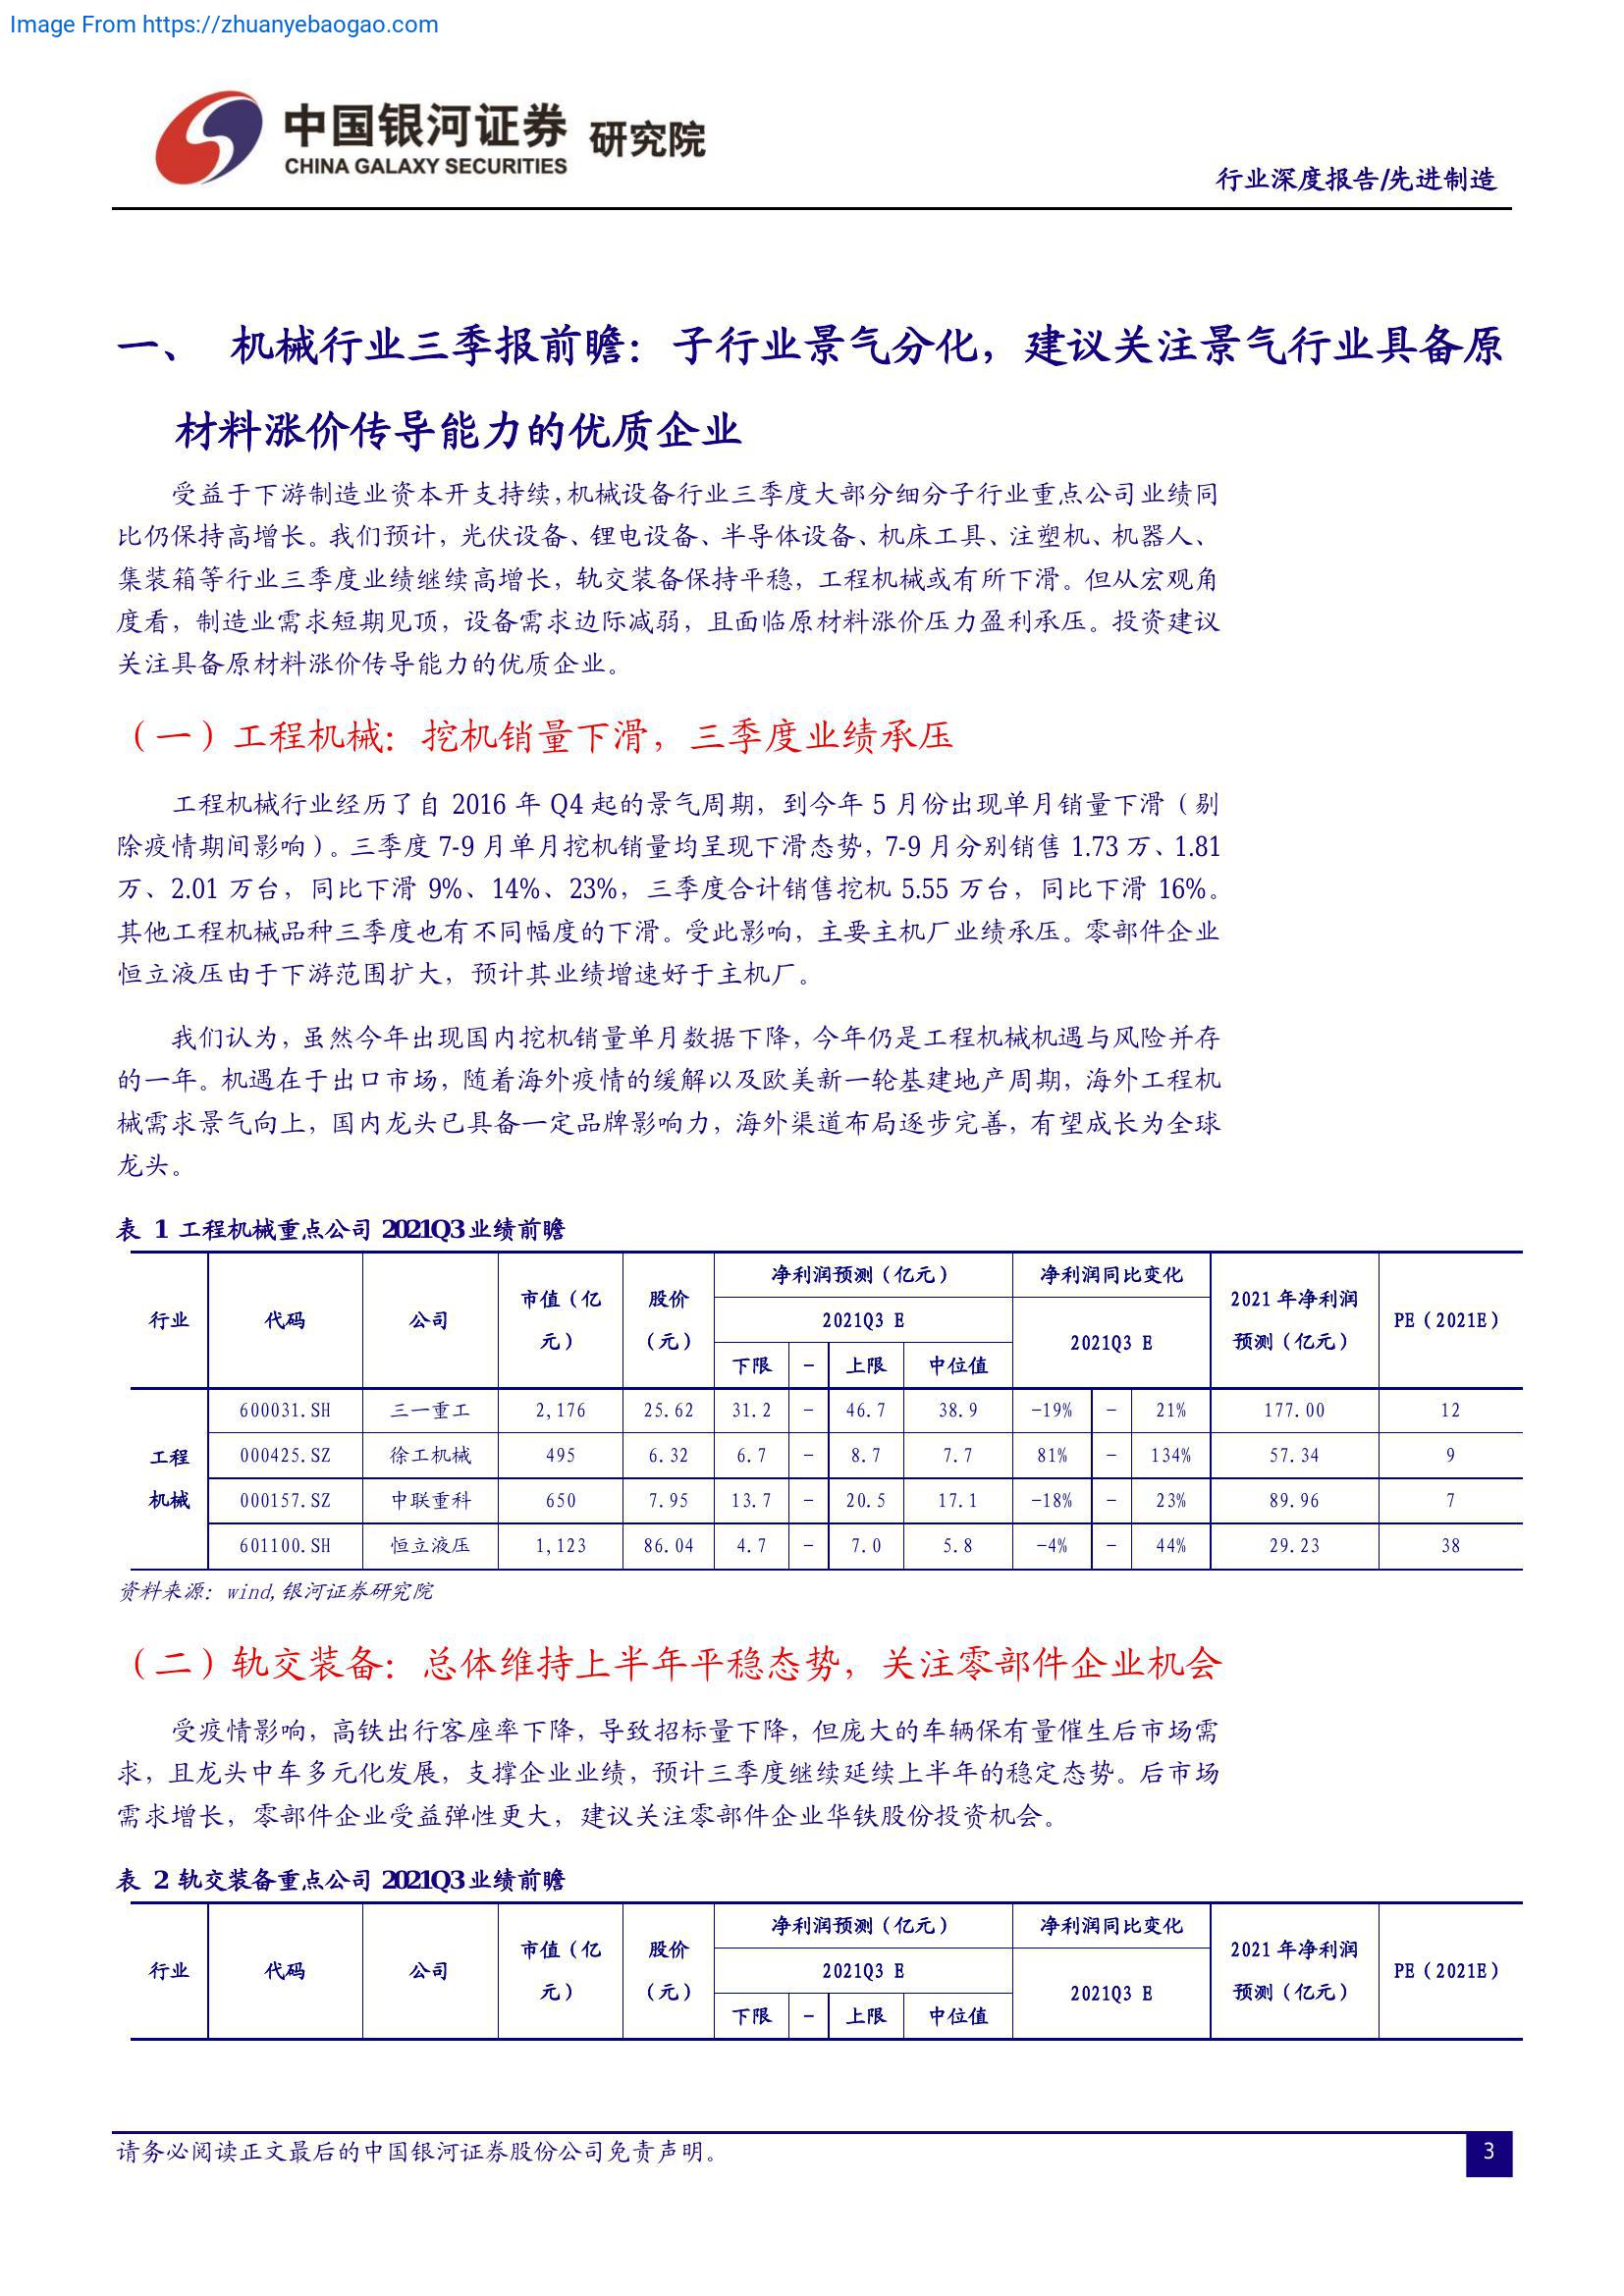 Image From https://zhuanyebaogao.com
中国银河证券 研究院
CHINA GALAXY SECURITIES
行业深度报告/先进制造
一、 机械行业三季报前瞻：子行业景气分化，建议关注景气行业具备原
材料涨价传导能力的优质企业
受益于下游制造业资本开支持续，机械设备行业三季度大部分细分子行业重点公司业绩同
比仍保持高增长。我们预计，光伏设备、锂电设备、半导体设备、机床工具、注塑机、机器人、
集装箱等行业三季度业绩继续高增长，轨交装备保持平稳，工程机械或有所下滑。但从宏观角
度看，制造业需求短期见顶，设备需求边际减弱，且面临原材料涨价压力盈利承压。投资建议
关注具备原材料涨价传导能力的优质企业。
（一）工程机械：挖机销量下滑，三季度业绩承压
工程机械行业经历了自 2016 年 Q4 起的景气周期，到今年 5 月份出现单月销量下滑（剔
除疫情期间影响）。三季度 7-9 月单月挖机销量均呈现下滑态势，7-9 月分别销售 1.73 万、1.81
万、2.01 万台，同比下滑 9%、14%、23%，三季度合计销售挖机 5.55 万台，同比下滑 16%。
其他工程机械品种三季度也有不同幅度的下滑。受此影响，主要主机厂业绩承压。零部件企业
恒立液压由于下游范围扩大，预计其业绩增速好于主机厂。
我们认为，虽然今年出现国内挖机销量单月数据下降，今年仍是工程机械机遇与风险并存
的一年。机遇在于出口市场，随着海外疫情的缓解以及欧美新一轮基建地产周期，海外工程机
械需求景气向上，国内龙头已具备一定品牌影响力，海外渠道布局逐步完善，有望成长为全球
龙头。
表 1 工程机械重点公司 2021Q3 业绩前瞻
行业 代码 公司 市值（亿元） 股价（元） 净利润预测（亿元） 净利润同比变化 2021 年净利润预测（亿元） PE（2021E）
2021Q3 E 2021Q3 E
下限 - 上限 中位值
工程机械
600031.SH 三一重工 2,176 25.62 31.2 - 46.7 38.9 -19% - 21% 177.00 12
000425.SZ 徐工机械 495 6.32 6.7 - 8.7 7.7 81% - 134% 57.34 9
000157.SZ 中联重科 650 7.95 13.7 - 20.5 17.1 -18% - 23% 89.96 7
601100.SH 恒立液压 1,123 86.04 4.7 - 7.0 5.8 -4% - 44% 29.23 38
资料来源：wind,银河证券研究院
（二）轨交装备：总体维持上半年平稳态势，关注零部件企业机会
受疫情影响，高铁出行客座率下降，导致招标量下降，但庞大的车辆保有量催生后市场需
求，且龙头中车多元化发展，支撑企业业绩，预计三季度继续延续上半年的稳定态势。后市场
需求增长，零部件企业受益弹性更大，建议关注零部件企业华铁股份投资机会。
表 2 轨交装备重点公司 2021Q3 业绩前瞻
行业 代码 公司 市值（亿元） 股价（元） 净利润预测（亿元） 净利润同比变化 2021 年净利润预测（亿元） PE（2021E）
2021Q3 E 2021Q3 E
下限 - 上限 中位值
请务必阅读正文最后的中国银河证券股份公司免责声明。
3